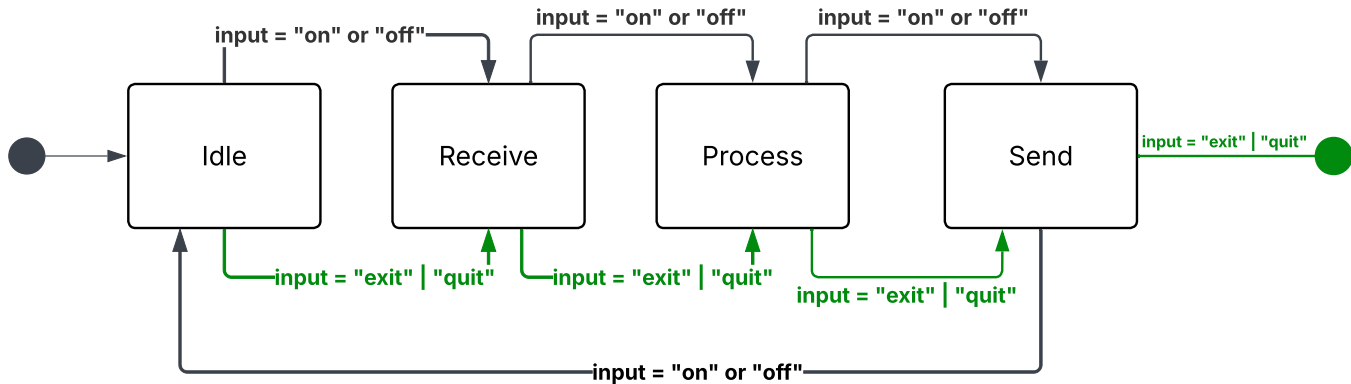 input = "on" or "off"
input = "on" or "off"
input = "on" or "off"
Idle
Receive
Process
Send
input = "exit" | "quit"
input = "exit" | "quit"
input = "exit" | "quit"
input = "exit" | "quit"
input = "on" or "off"